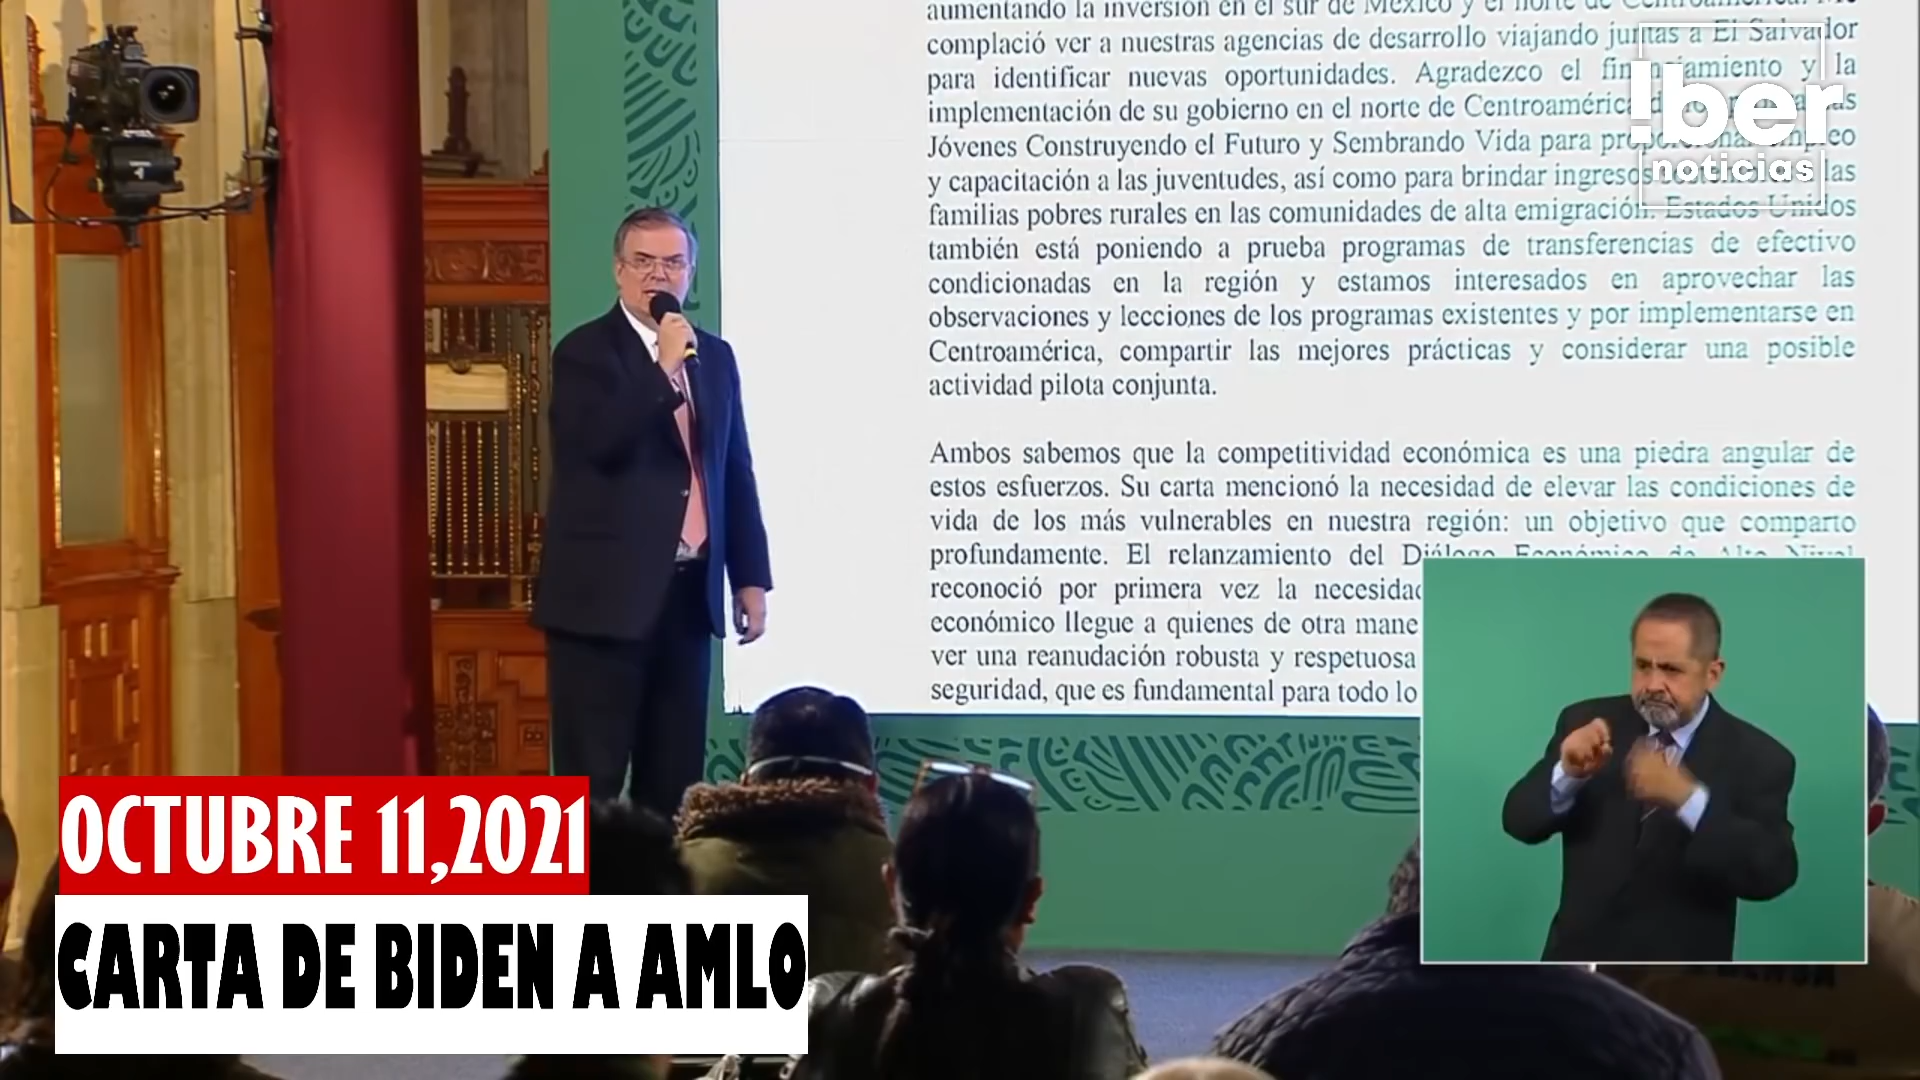 aumentando la inversión en el sur de México y el norte de Centroamérica. Me
complació ver a nuestras agencias de desarrollo viajando juntas a El Salvador
para identificar nuevas oportunidades. Agradezco el financiamiento y la
implementación de su gobierno en el norte de Centroamérica
Jóvenes Construyendo el Futuro y Sembrando Vida para proporcionar empleo
y capacitación a las juventudes, así como para brindar ingresos las
familias pobres rurales en las comunidades de alta emigración. Estados Unidos
también está poniendo a prueba programas de transferencias de efectivo
condicionadas en la región y estamos interesados en aprovechar las
observaciones y lecciones de los programas existentes y por implementarse en
Centroamérica, compartir las mejores prácticas y considerar una posible
actividad pilota conjunta.
Ambos sabemos que la competitividad económica es una piedra angular de
estos esfuerzos. Su carta mencionó la necesidad de elevar las condiciones de
vida de los más vulnerables en nuestra región: un objetivo que comparto
profundamente. El relanzamiento del Diálogo Económico de Alto Nivel
reconoció por primera vez la necesidad
económico llegue a quienes de otra mane
ver una reanudación robusta y respetuosa
seguridad, que es fundamental para todo lo
!ber
noticias
OCTUBRE 11,2021
CARTA DE BIDEN A AMLO